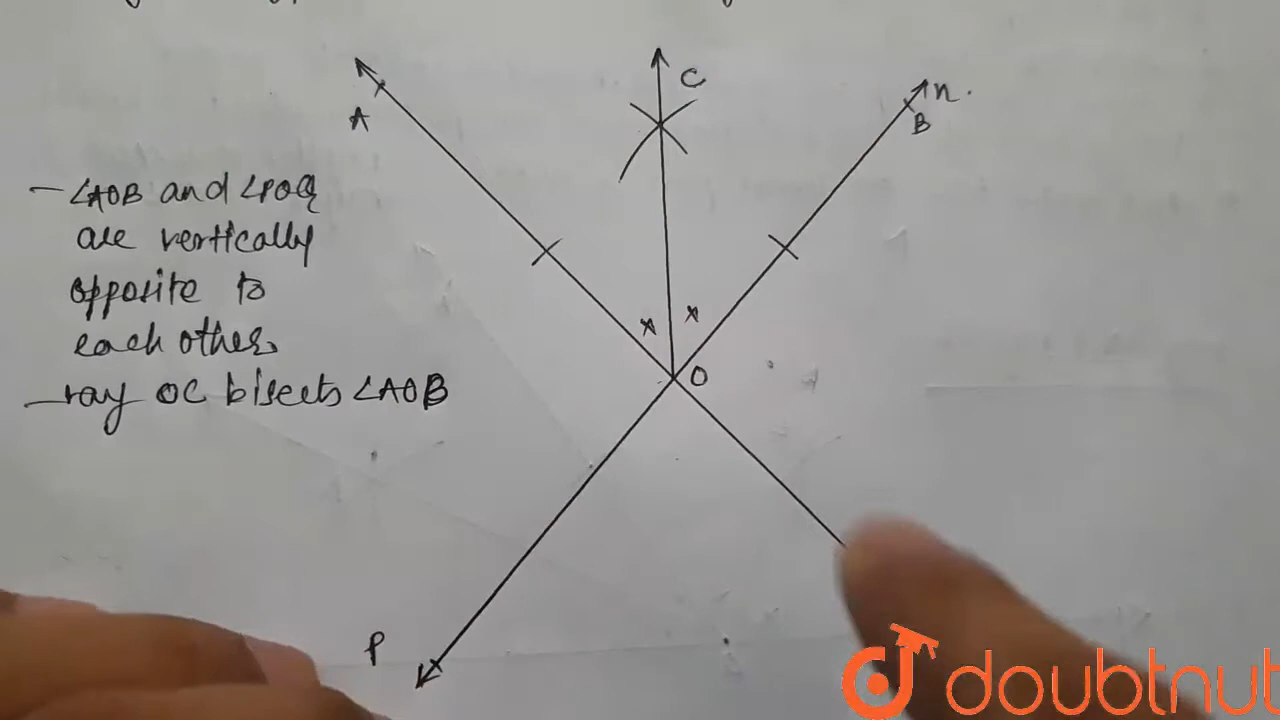 C
n.
A
B
- ∠AOB and ∠POQ
are vertically
opposite to
each other
- ray OC bisects ∠AOB
x x
O
P
doubtnut